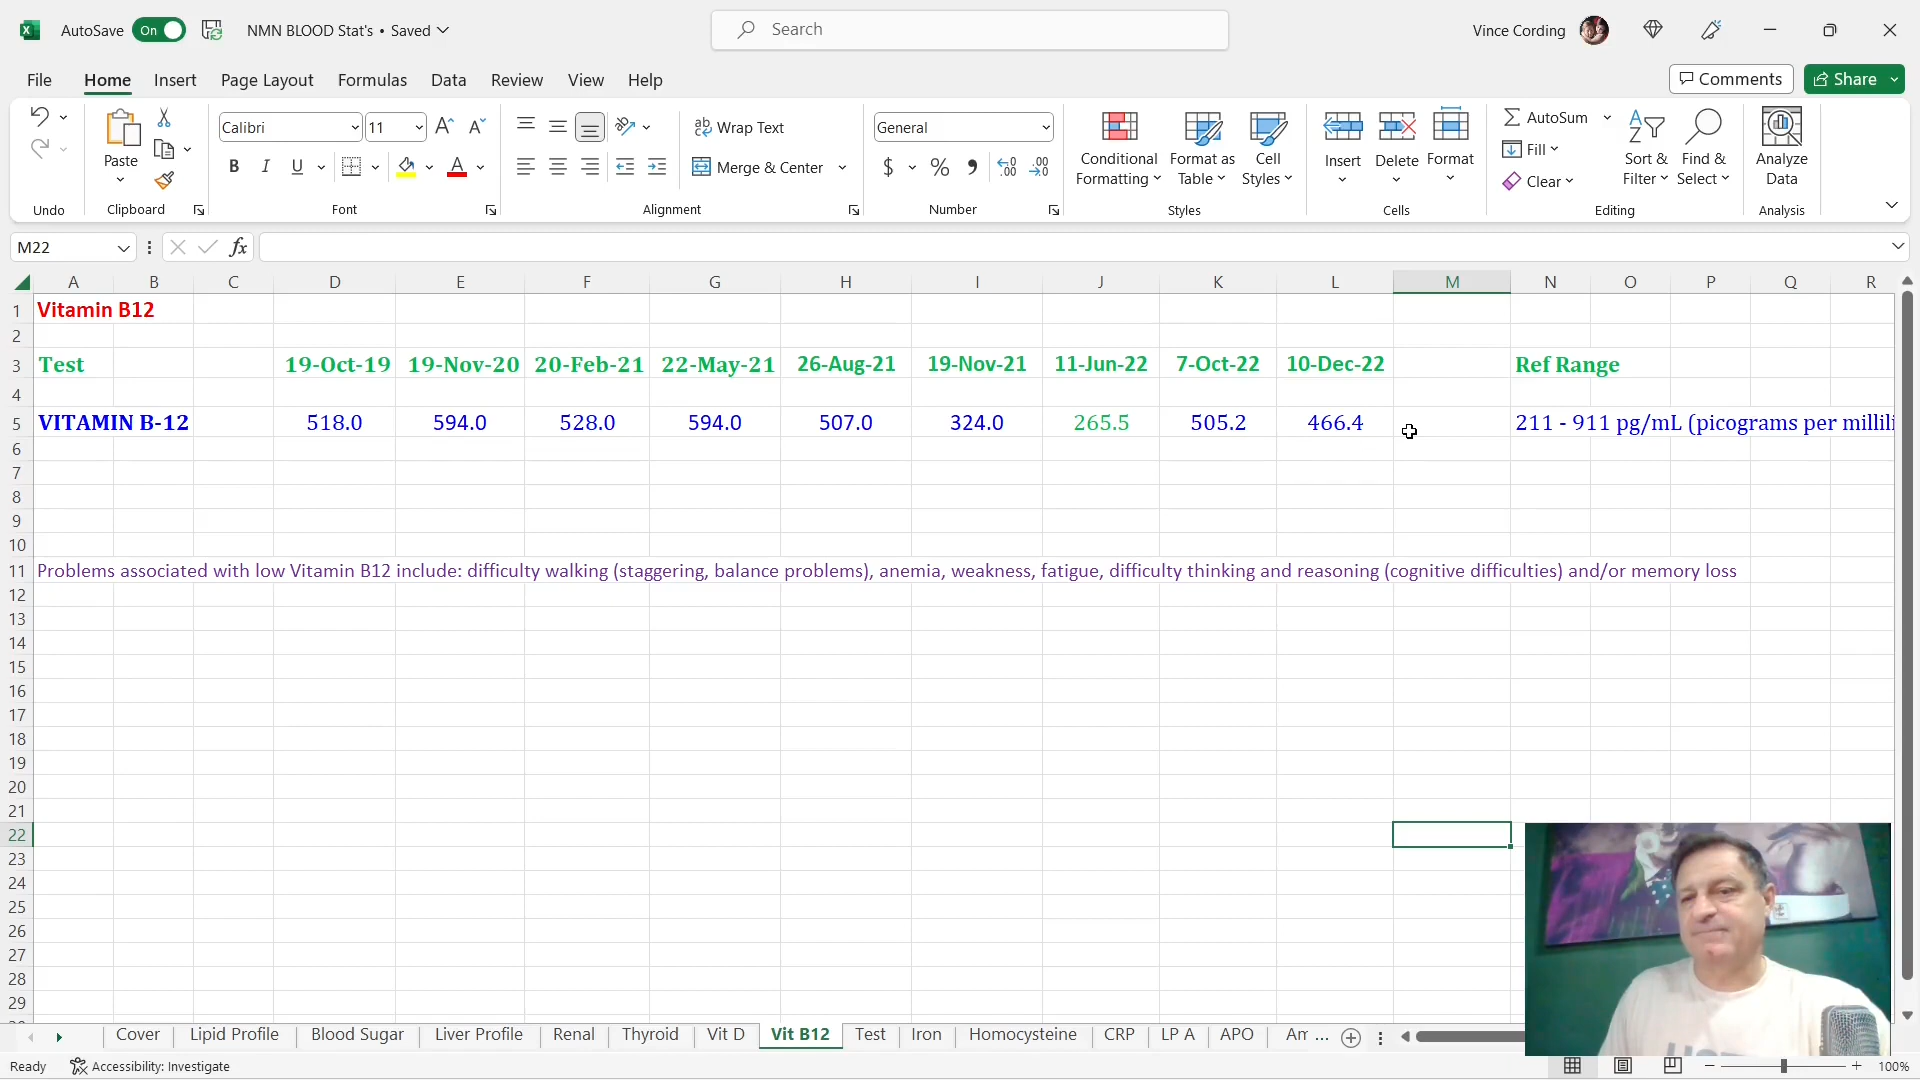 AutoSave On NMN BLOOD Stat's • Saved Search Vince Cording
File Home Insert Page Layout Formulas Data Review View Help Comments Share
Calibri 11 Wrap Text General AutoSum
Paste B I U Merge & Center $ % Conditional Formatting Format as Table Cell Styles Insert Delete Format Fill Clear Sort & Filter Find & Select Analyze Data
Undo Clipboard Font Alignment Number Styles Cells Editing Analysis
M22 fx
A B C D E F G H I J K L M N O P Q R
1 Vitamin B12
2
3 Test 19-Oct-19 19-Nov-20 20-Feb-21 22-May-21 26-Aug-21 19-Nov-21 11-Jun-22 7-Oct-22 10-Dec-22 Ref Range
4
5 VITAMIN B-12 518.0 594.0 528.0 594.0 507.0 324.0 265.5 505.2 466.4 211 - 911 pg/mL (picograms per millili
6
7
8
9
10
11 Problems associated with low Vitamin B12 include: difficulty walking (staggering, balance problems), anemia, weakness, fatigue, difficulty thinking and reasoning (cognitive difficulties) and/or memory loss
12
13
14
15
16
17
18
19
20
21
22
23
24
25
26
27
28
29
Cover Lipid Profile Blood Sugar Liver Profile Renal Thyroid Vit D Vit B12 Test Iron Homocysteine CRP LP A APO Am ...
Ready Accessibility: Investigate 100%